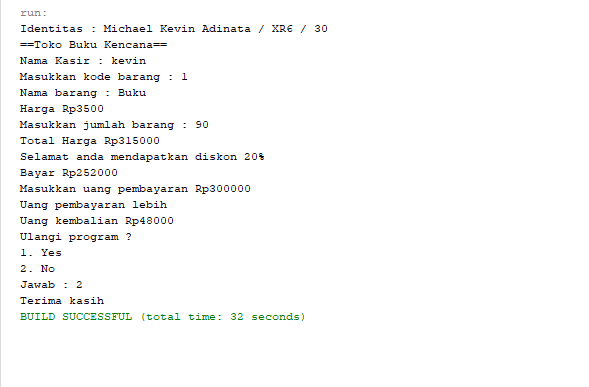 run:
Identitas : Michael Kevin Adinata / XR6 / 30
==Toko Buku Kencana==
Nama Kasir : kevin
Masukkan kode barang : 1
Nama barang : Buku
Harga Rp3500
Masukkan jumlah barang : 90
Total Harga Rp315000
Selamat anda mendapatkan diskon 20%
Bayar Rp252000
Masukkan uang pembayaran Rp300000
Uang pembayaran lebih
Uang kembalian Rp48000
Ulangi program ?
1. Yes
2. No
Jawab : 2
Terima kasih
BUILD SUCCESSFUL (total time: 32 seconds)